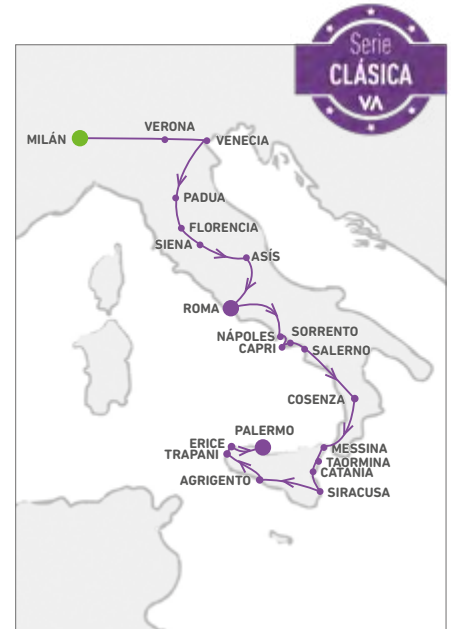 Serie
CLÁSICA
VA
VERONA
MILÁN
VENECIA
PADUA
FLORENCIA
SIENA
ASÍS
ROMA
NÁPOLES
SORRENTO
CAPRI
SALERNO
COSENZA
PALERMO
ERICE
MESSINA
TRAPANI
TAORMINA
CATANIA
AGRIGENTO
SIRACUSA